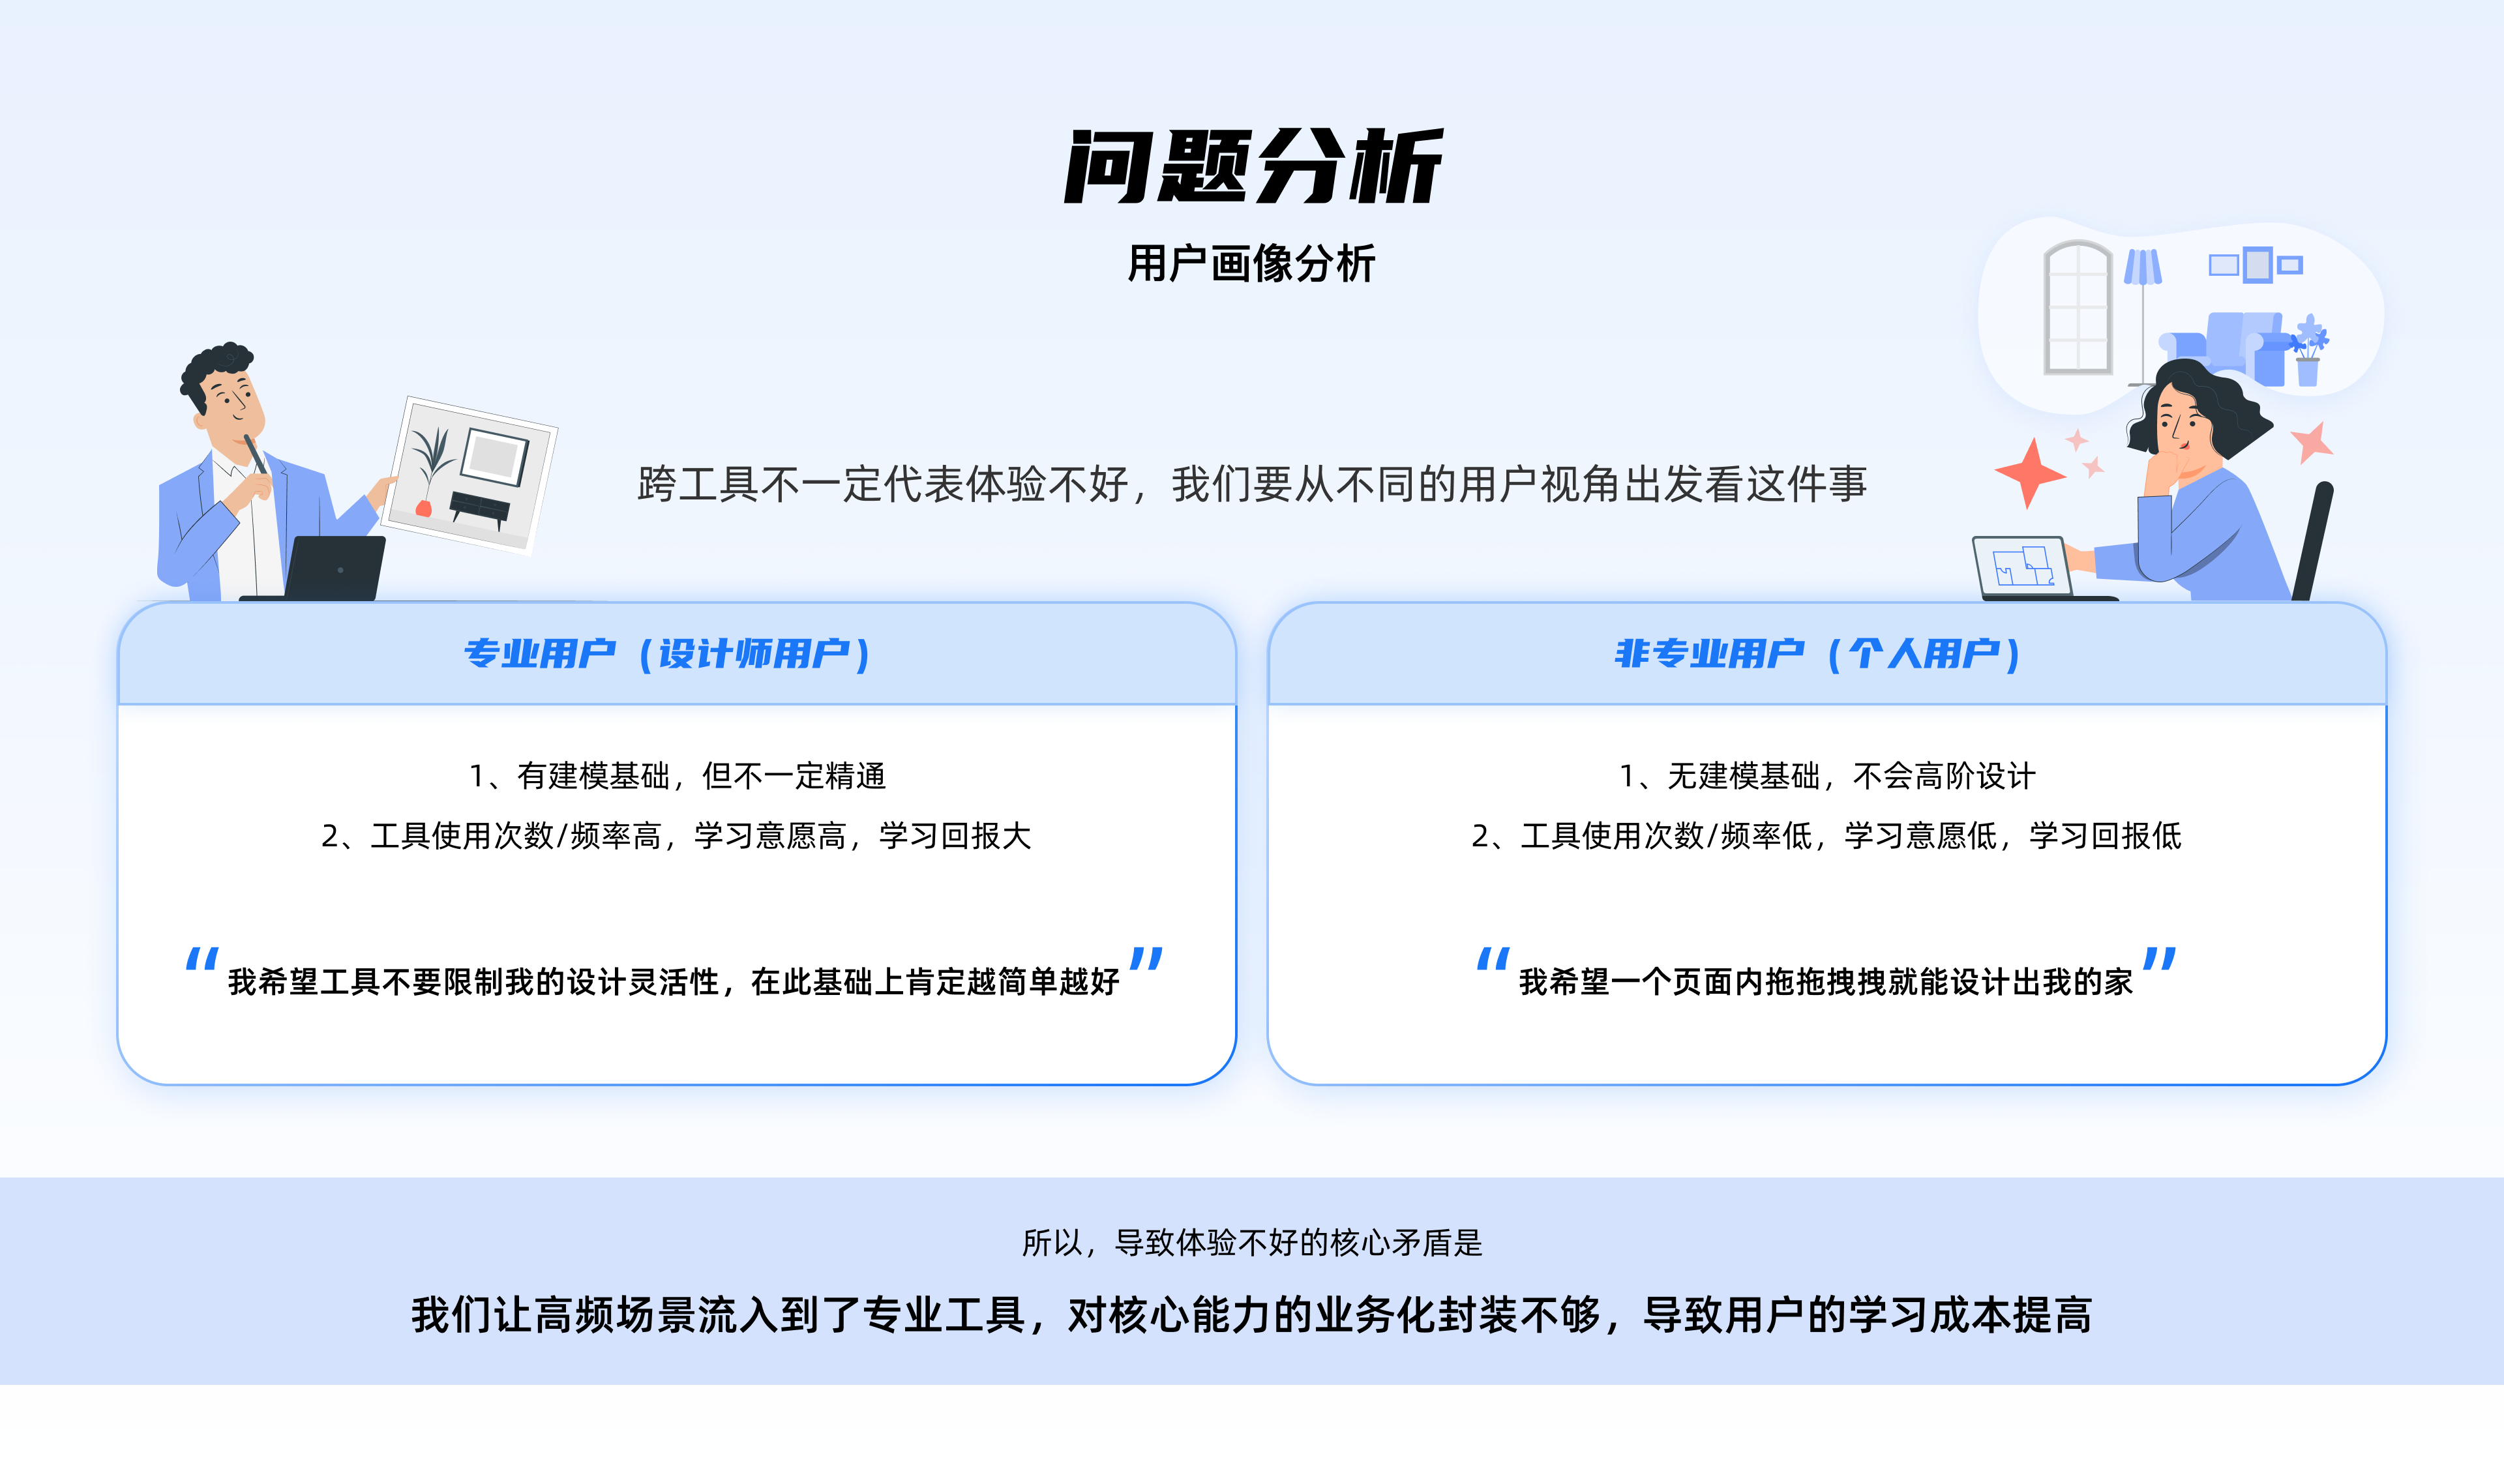 问题分析
用户画像分析
跨工具不一定代表体验不好，我们要从不同的用户视角出发看这件事
专业用户（设计师用户）
1、有建模基础，但不一定精通
2、工具使用次数/频率高，学习意愿高，学习回报大
“我希望工具不要限制我的设计灵活性，在此基础上肯定越简单越好”
非专业用户（个人用户）
1、无建模基础，不会高阶设计
2、工具使用次数/频率低，学习意愿低，学习回报低
“我希望一个页面内拖拖拽拽就能设计出我的家”
所以，导致体验不好的核心矛盾是
我们让高频场景流入到了专业工具，对核心能力的业务化封装不够，导致用户的学习成本提高